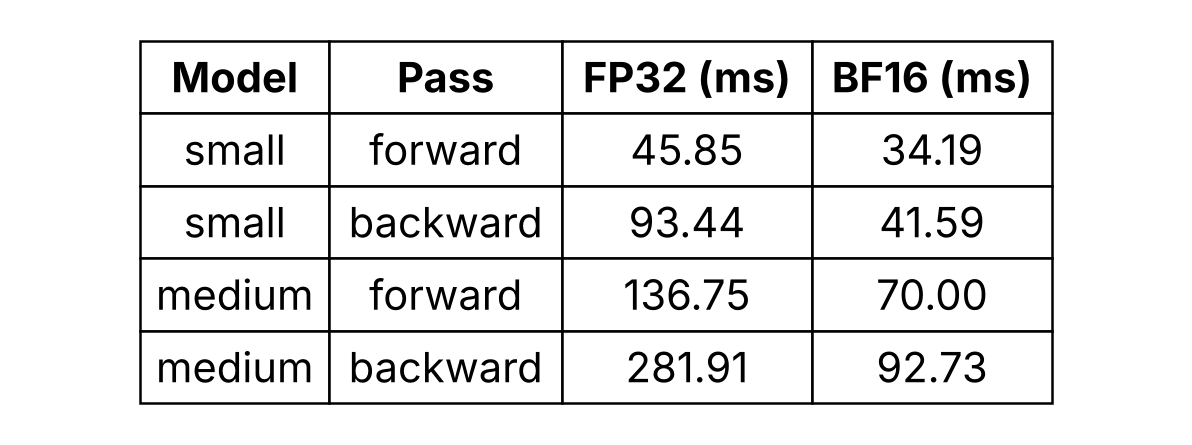 Model Pass FP32 (ms) BF16 (ms)
small forward 45.85 34.19
small backward 93.44 41.59
medium forward 136.75 70.00
medium backward 281.91 92.73